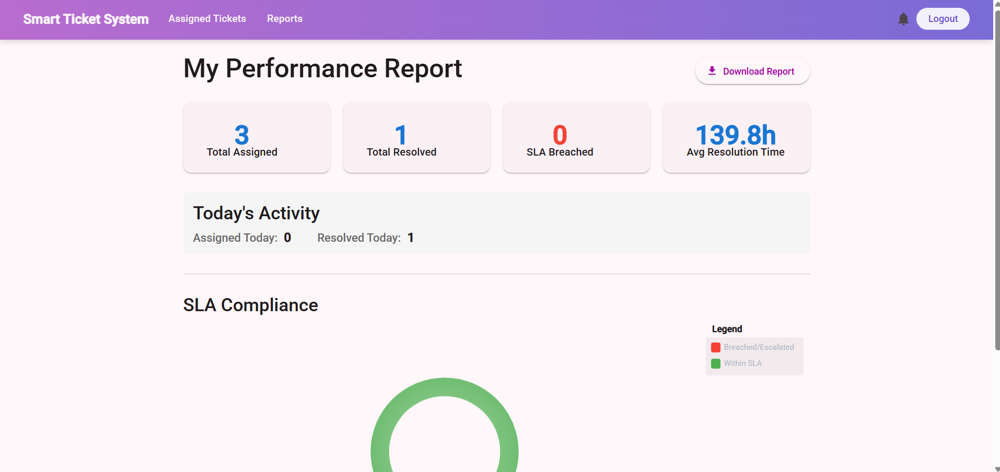 Smart Ticket System
Assigned Tickets
Reports
Logout
My Performance Report
Download Report
3
Total Assigned
1
Total Resolved
0
SLA Breached
139.8h
Avg Resolution Time
Today's Activity
Assigned Today: 0
Resolved Today: 1
SLA Compliance
Legend
Breached/Escalated
Within SLA